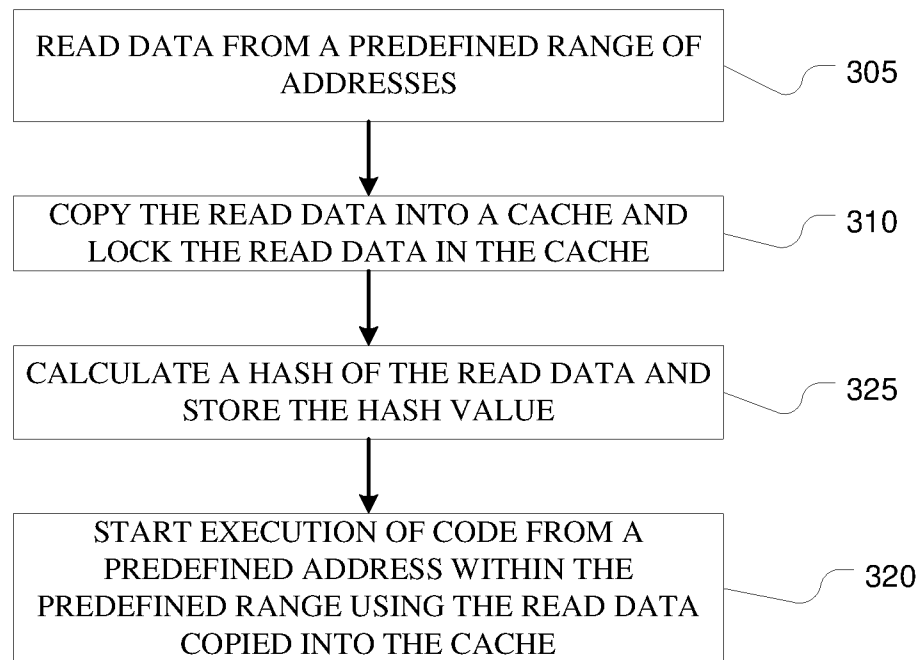 READ DATA FROM A PREDEFINED RANGE OF
ADDRESSES
305
COPY THE READ DATA INTO A CACHE AND
LOCK THE READ DATA IN THE CACHE
310
CALCULATE A HASH OF THE READ DATA AND
STORE THE HASH VALUE
325
START EXECUTION OF CODE FROM A
PREDEFINED ADDRESS WITHIN THE
PREDEFINED RANGE USING THE READ DATA
COPIED INTO THE CACHE
320